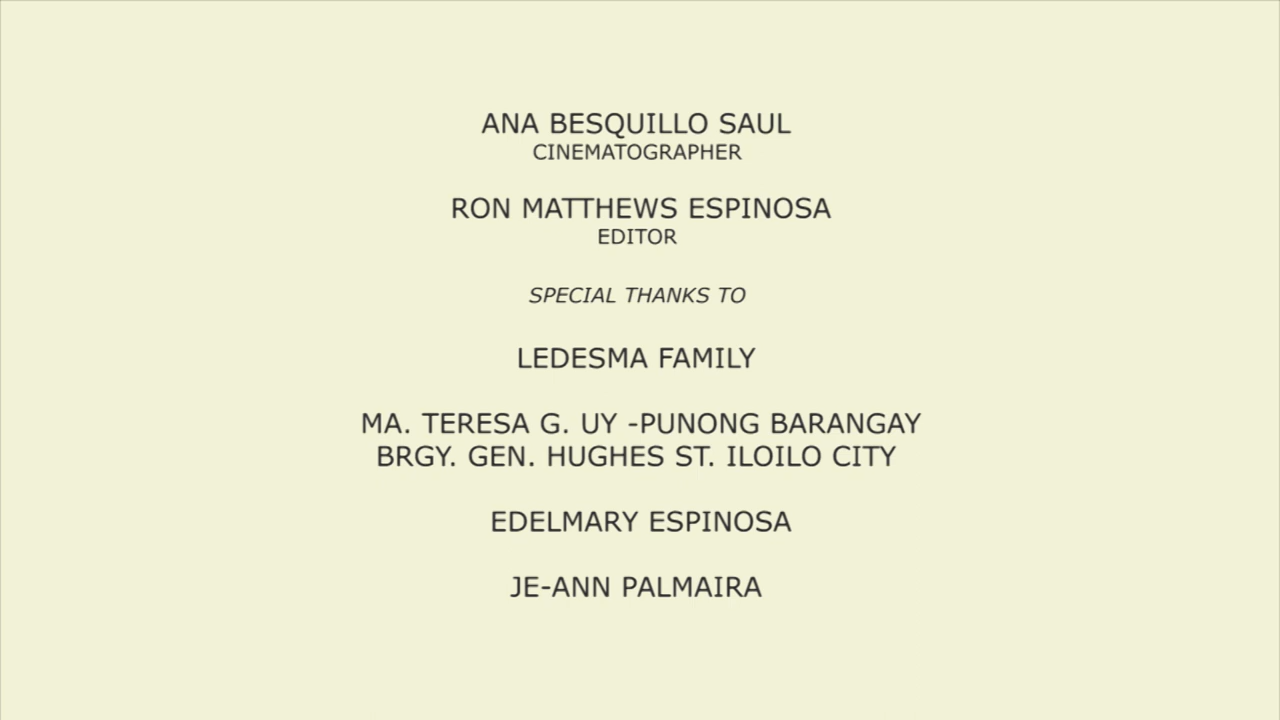 ANA BESQUILLO SAUL
CINEMATOGRAPHER
RON MATTHEWS ESPINOSA
EDITOR
SPECIAL THANKS TO
LEDESMA FAMILY
MA. TERESA G. UY -PUNONG BARANGAY
BRGY. GEN. HUGHES ST. ILOILO CITY
EDELMARY ESPINOSA
JE-ANN PALMAIRA